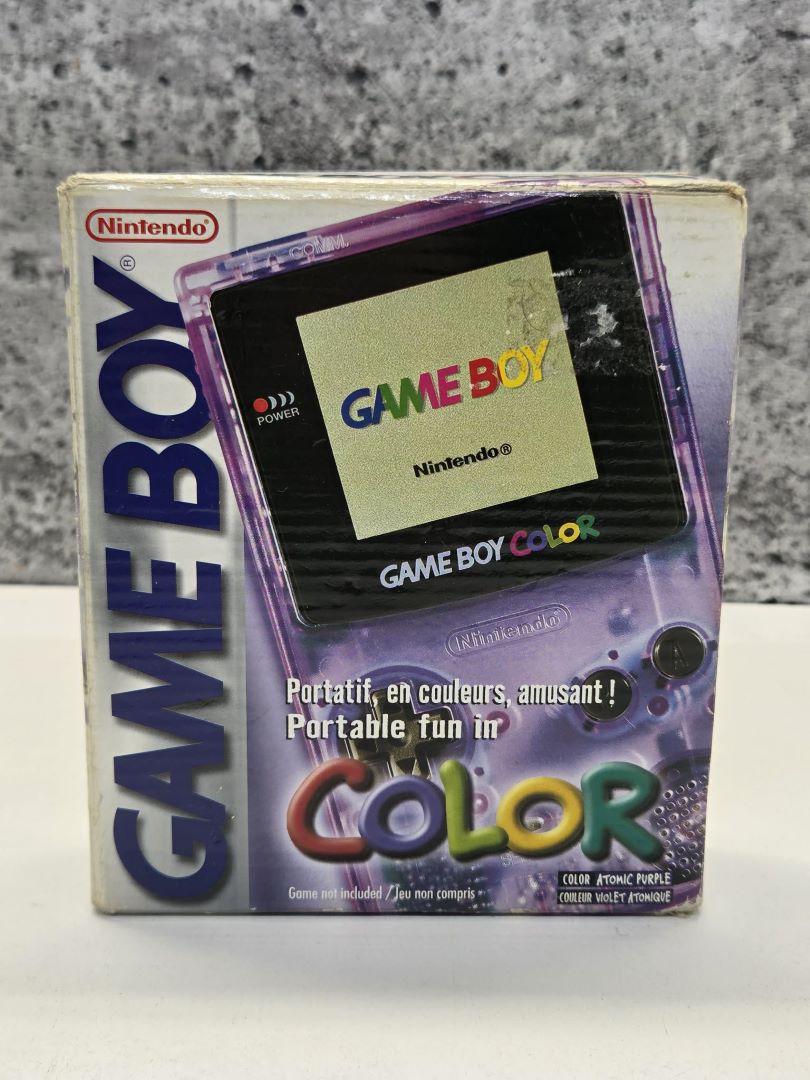 Nintendo®
GAME BOY®
COMM.
POWER
GAME BOY
Nintendo®
GAME BOY COLOR
Nintendo®
A
Portatif, en couleurs, amusant!
Portable fun in
COLOR
Game not included / Jeu non compris
COLOR ATOMIC PURPLE
COULEUR VIOLET ATOMIQUE